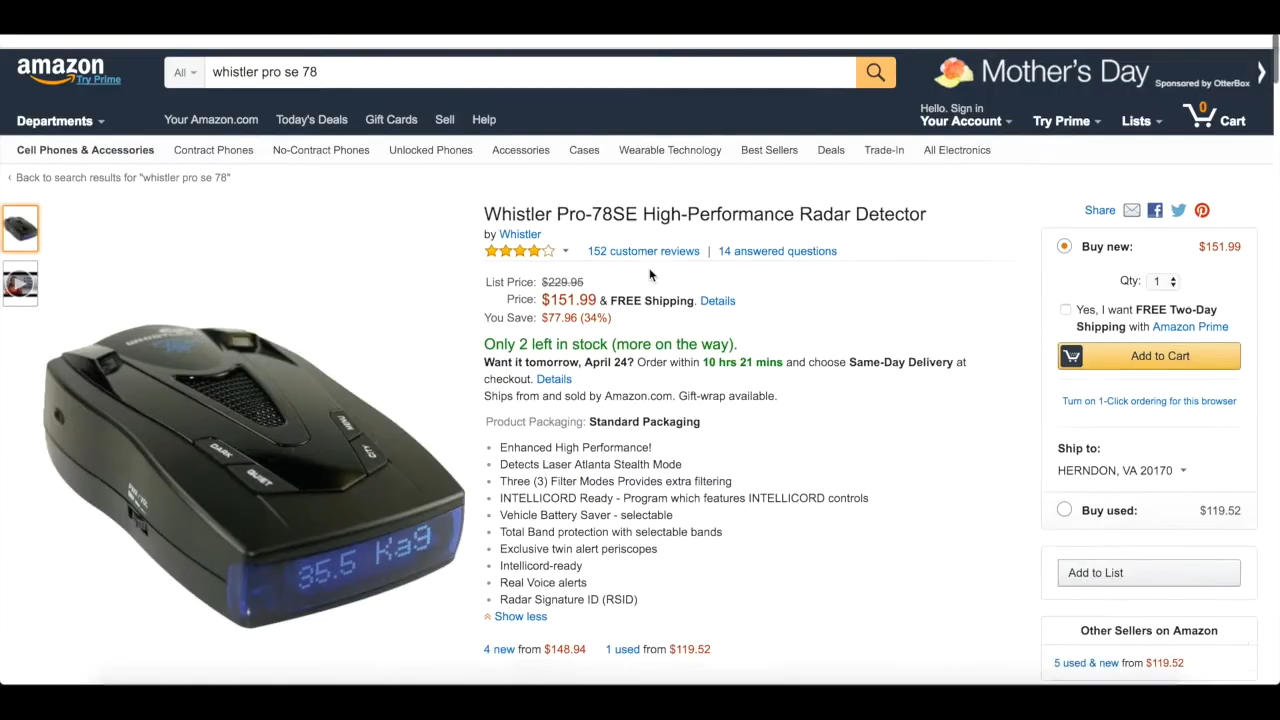 amazon
Try Prime
All
whistler pro se 78
Mother's Day
Sponsored by OtterBox
Departments
Your Amazon.com
Today's Deals
Gift Cards
Sell
Help
Hello. Sign in
Your Account
Try Prime
Lists
0
Cart
Cell Phones & Accessories
Contract Phones
No-Contract Phones
Unlocked Phones
Accessories
Cases
Wearable Technology
Best Sellers
Deals
Trade-In
All Electronics
‹ Back to search results for "whistler pro se 78"
Whistler Pro-78SE High-Performance Radar Detector
by Whistler
152 customer reviews | 14 answered questions
List Price: $229.95
Price: $151.99 & FREE Shipping. Details
You Save: $77.96 (34%)
Only 2 left in stock (more on the way).
Want it tomorrow, April 24? Order within 10 hrs 21 mins and choose Same-Day Delivery at
checkout. Details
Ships from and sold by Amazon.com. Gift-wrap available.
Product Packaging: Standard Packaging
• Enhanced High Performance!
• Detects Laser Atlanta Stealth Mode
• Three (3) Filter Modes Provides extra filtering
• INTELLICORD Ready - Program which features INTELLICORD controls
• Vehicle Battery Saver - selectable
• Total Band protection with selectable bands
• Exclusive twin alert periscopes
• Intellicord-ready
• Real Voice alerts
• Radar Signature ID (RSID)
Show less
4 new from $148.94
1 used from $119.52
MENU
CITY
DARK
QUIET
35.5 Ka9
Share
Buy new: $151.99
Qty: 1
Yes, I want FREE Two-Day
Shipping with Amazon Prime
Add to Cart
Turn on 1-Click ordering for this browser
Ship to:
HERNDON, VA 20170
Buy used: $119.52
Add to List
Other Sellers on Amazon
5 used & new from $119.52